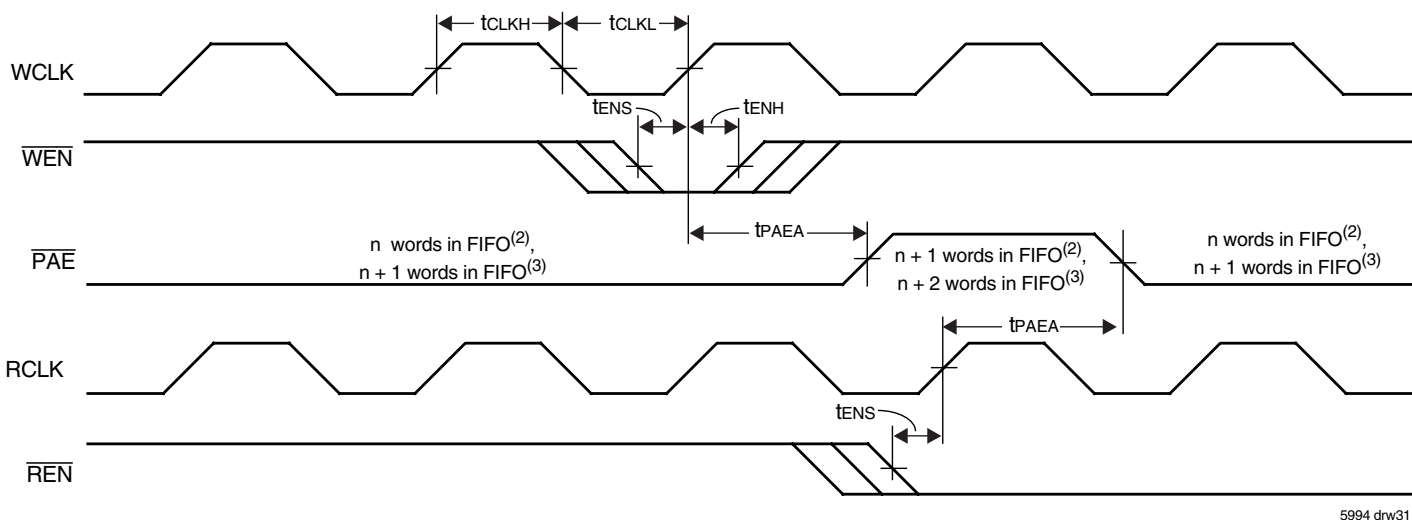 tCLKH tCLKL
WCLK
tENS tENH
WEN
tPAEA
PAE
n words in FIFO(2),
n + 1 words in FIFO(3)
n + 1 words in FIFO(2),
n + 2 words in FIFO(3)
n words in FIFO(2),
n + 1 words in FIFO(3)
tPAEA
RCLK
tENS
REN
5994 drw31